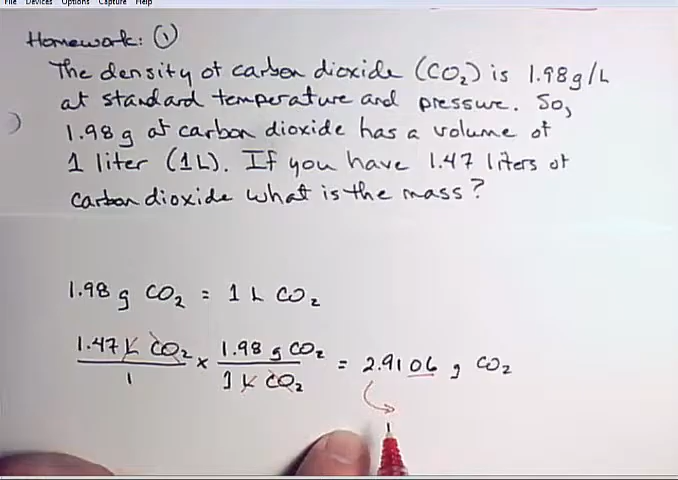 File Devices Options Capture Help
Homework: ①
The density of carbon dioxide (CO₂) is 1.98 g/L
at standard temperature and pressure. So,
1.98 g of carbon dioxide has a volume of
1 liter (1L). If you have 1.47 liters of
carbon dioxide what is the mass?
1.98 g CO₂ = 1 L CO₂
1.47 L CO₂ / 1 × 1.98 g CO₂ / 1 L CO₂ = 2.9106 g CO₂